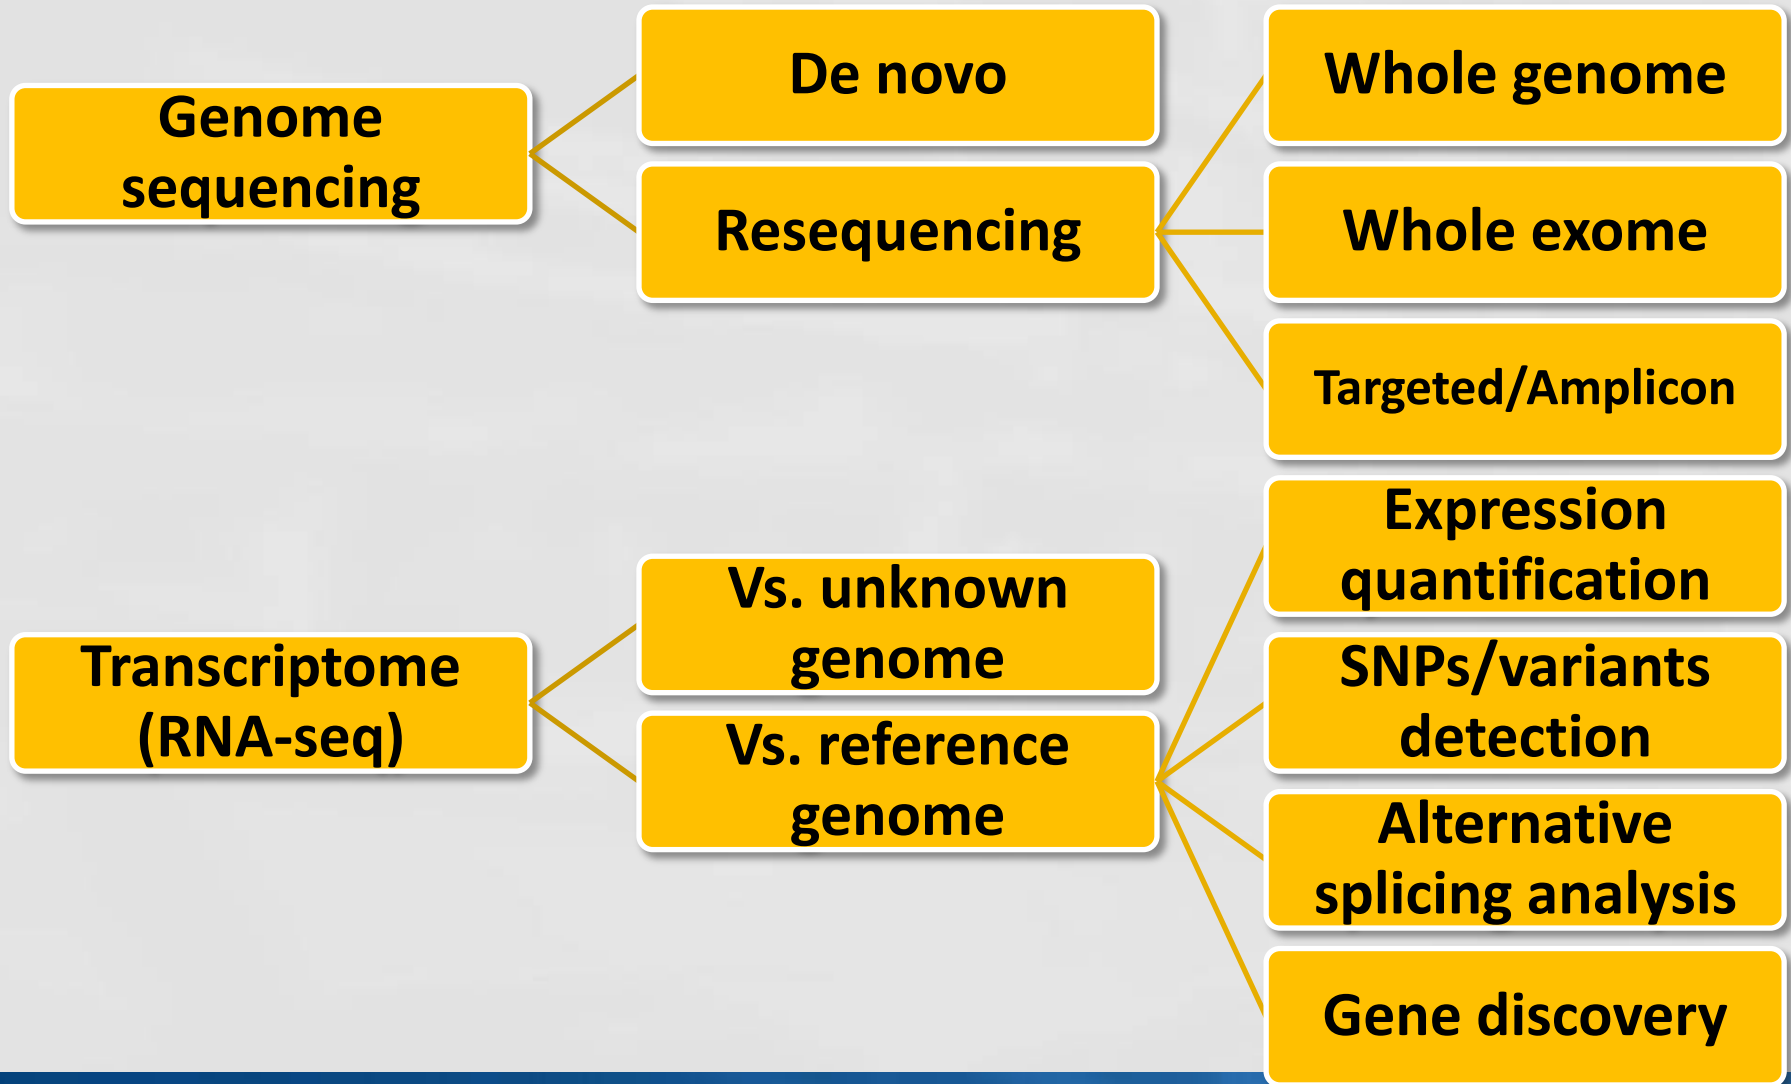 Genome
sequencing
De novo
Resequencing
Whole genome
Whole exome
Targeted/Amplicon
Transcriptome
(RNA-seq)
Vs. unknown
genome
Vs. reference
genome
Expression
quantification
SNPs/variants
detection
Alternative
splicing analysis
Gene discovery